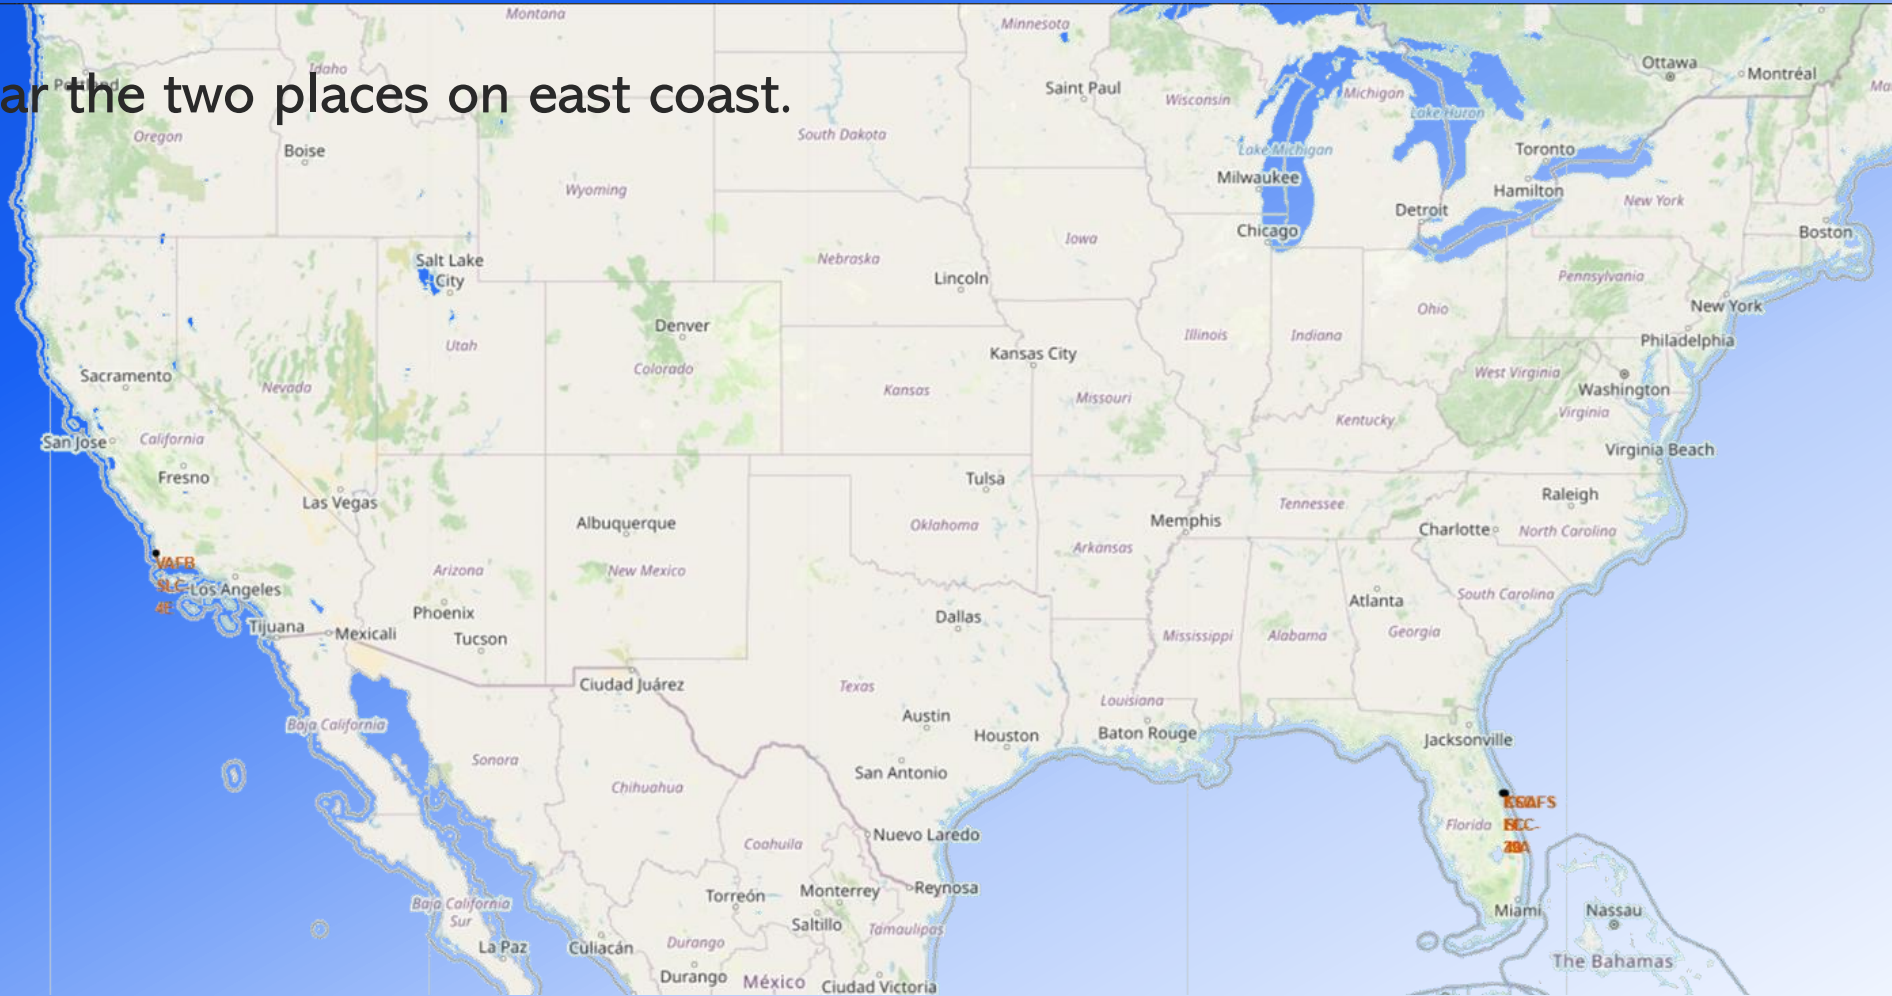 ar the two places on east coast.
Montana
Minnesota
Ottawa
Montréal
Portland
Idaho
Saint Paul
Wisconsin
Michigan
Lake Huron
Oregon
Boise
South Dakota
Lake Michigan
Toronto
Wyoming
Milwaukee
Hamilton
New York
Detroit
Chicago
Iowa
Boston
Salt Lake
City
Nebraska
Lincoln
Pennsylvania
New York
Denver
Ohio
Utah
Illinois
Indiana
Philadelphia
Kansas City
Sacramento
Nevada
Colorado
Kansas
Missouri
West Virginia
Washington
Virginia
Kentucky
San Jose
California
Virginia Beach
Fresno
Las Vegas
Tulsa
Tennessee
Raleigh
Albuquerque
Oklahoma
Memphis
Charlotte
North Carolina
Arkansas
VAFB
SLC-
4E
Los Angeles
Arizona
New Mexico
Phoenix
Dallas
Atlanta
South Carolina
Tijuana
Mexicali
Tucson
Mississippi
Alabama
Georgia
Ciudad Juárez
Texas
Louisiana
Baja California
Austin
Houston
Baton Rouge
Jacksonville
Sonora
San Antonio
Chihuahua
Florida
Nuevo Laredo
Coahuila
Reynosa
Torreón
Monterrey
Baja California
Sur
Saltillo
Tamaulipas
Miami
Nassau
La Paz
Culiacán
Durango
Durango
México
Ciudad Victoria
The Bahamas